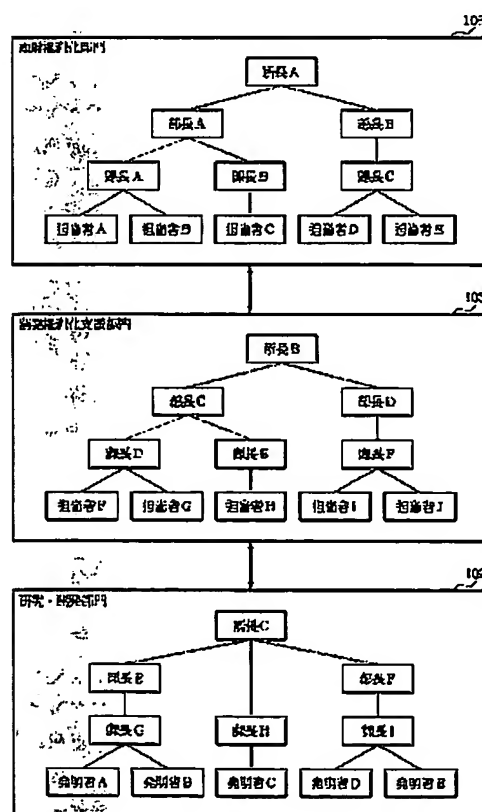 所長A
部長A 部長B
課長A 課長B 課長C
担当者A 担当者B 担当者C 担当者D 担当者E
所長B
部長C 部長D
課長D 課長E 課長F
担当者F 担当者G 担当者H 担当者I 担当者J
研究・開発部門
所長C
部長E 部長F
課長G 課長H 課長I
発明者A 発明者B 発明者C 発明者D 発明者E